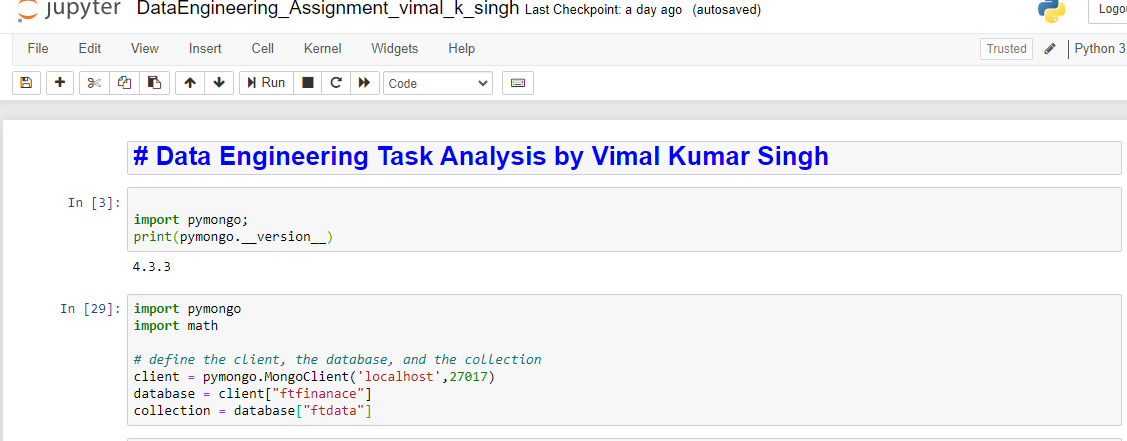 jupyter DataEngineering_Assignment_vimal_k_singh Last Checkpoint: a day ago (autosaved)
Logo
File Edit View Insert Cell Kernel Widgets Help Trusted Python 3
Run Code
# Data Engineering Task Analysis by Vimal Kumar Singh
In [3]:
import pymongo;
print(pymongo.__version__)
4.3.3
In [29]: import pymongo
import math
# define the client, the database, and the collection
client = pymongo.MongoClient('localhost',27017)
database = client["ftfinanace"]
collection = database["ftdata"]